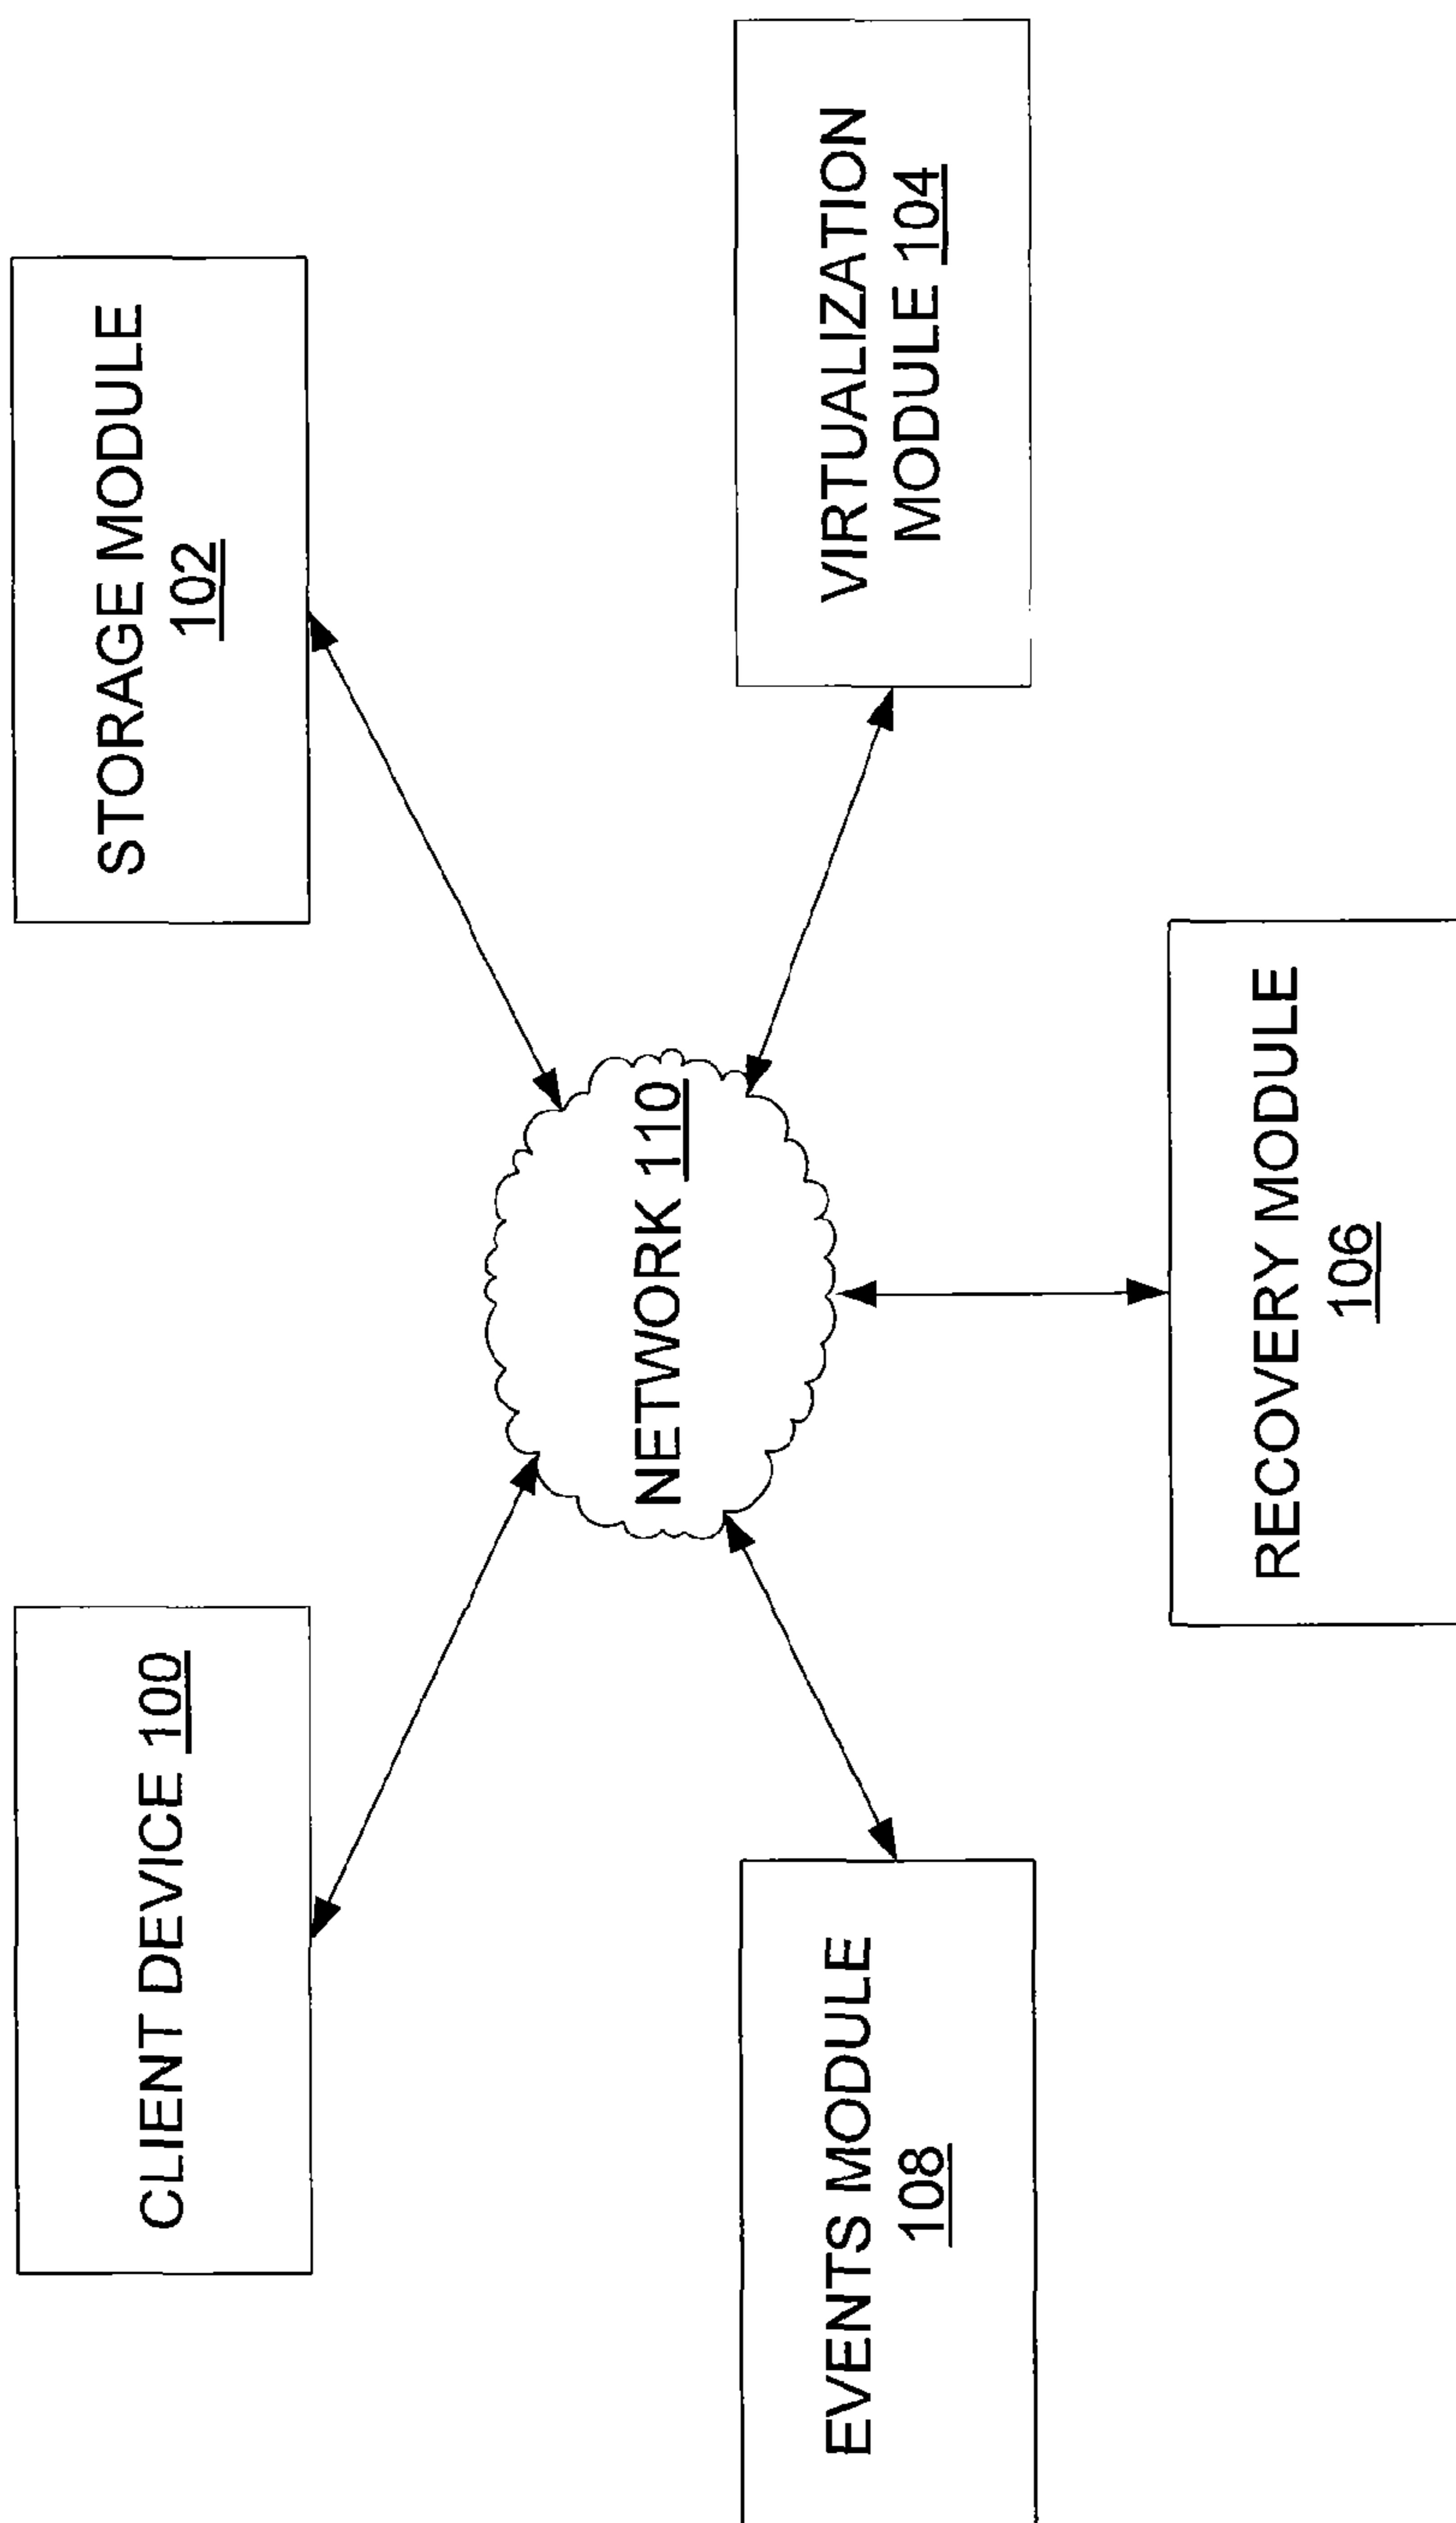 CLIENT DEVICE 100
STORAGE MODULE
102
NETWORK 110
EVENTS MODULE
108
VIRTUALIZATION
MODULE 104
RECOVERY MODULE
106